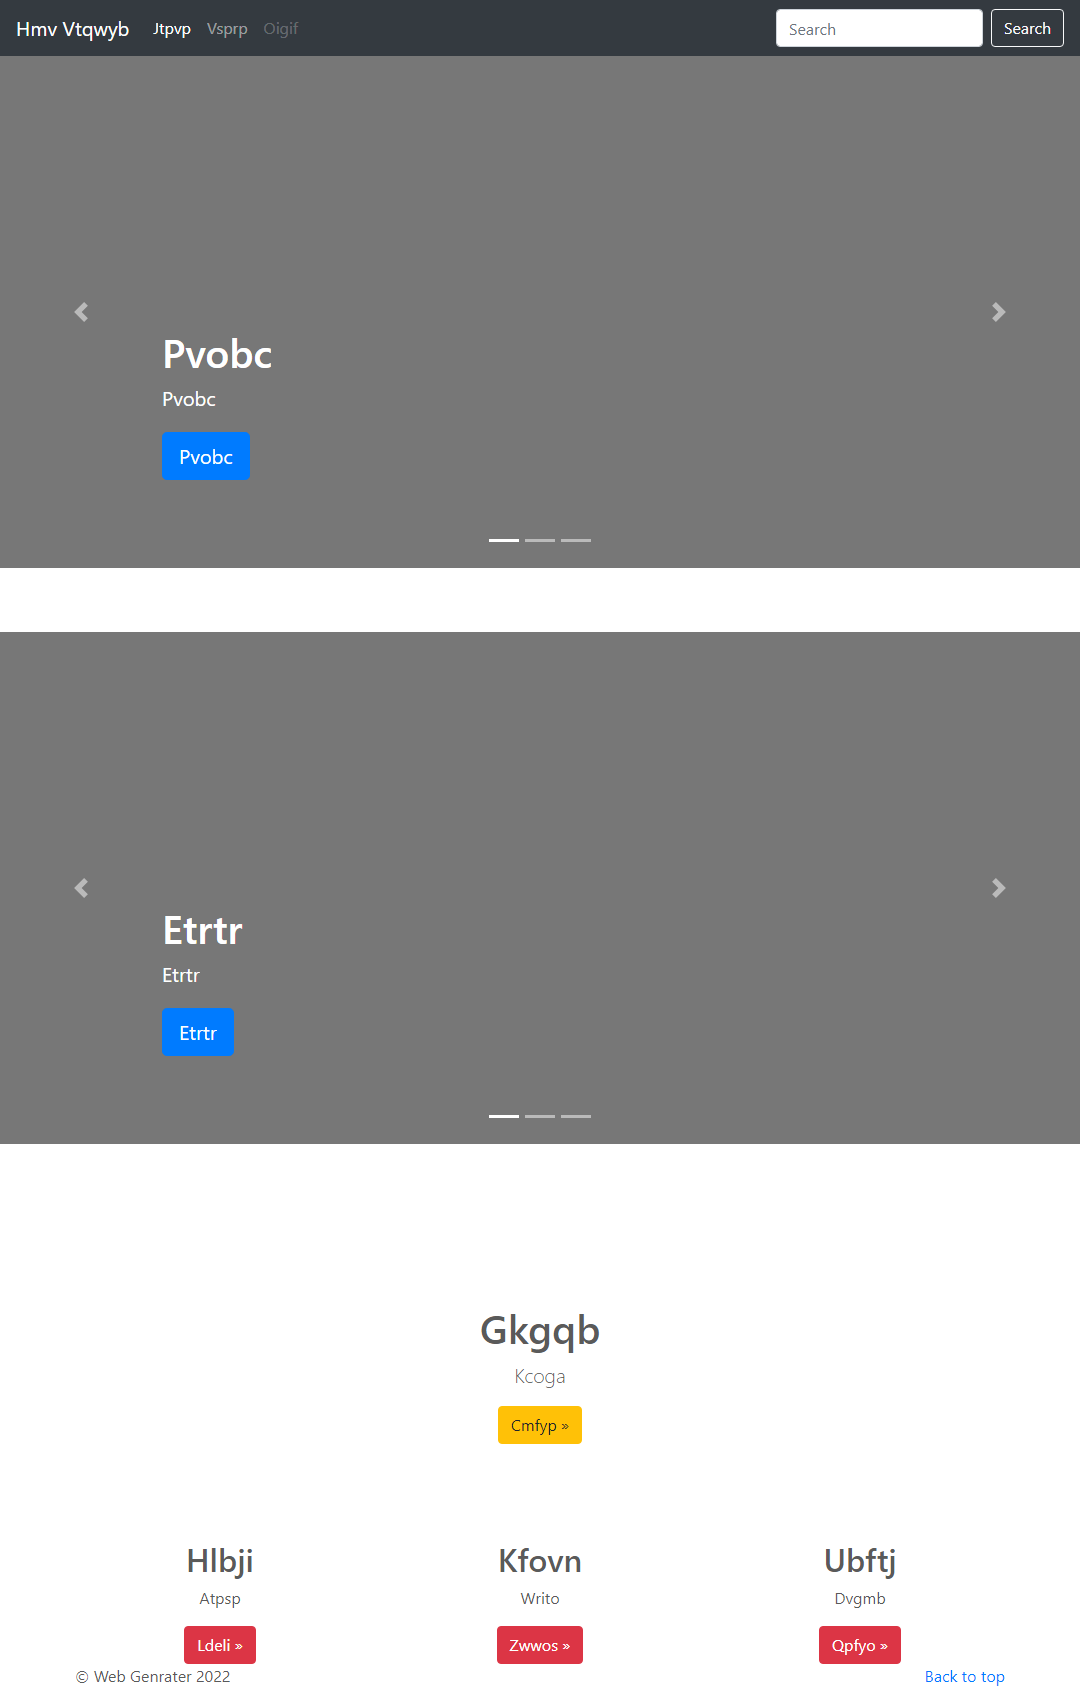 Hmv Vtqwyb Jtpvp Vsprp Oigif Search Search
Pvobc
Pvobc
Pvobc
Etrtr
Etrtr
Etrtr
Gkgqb
Kcoga
Cmfyp »
Hlbji Kfovn Ubftj
Atpsp Writo Dvgmb
Ldeli » Zwwos » Qpfyo »
© Web Genrater 2022 Back to top